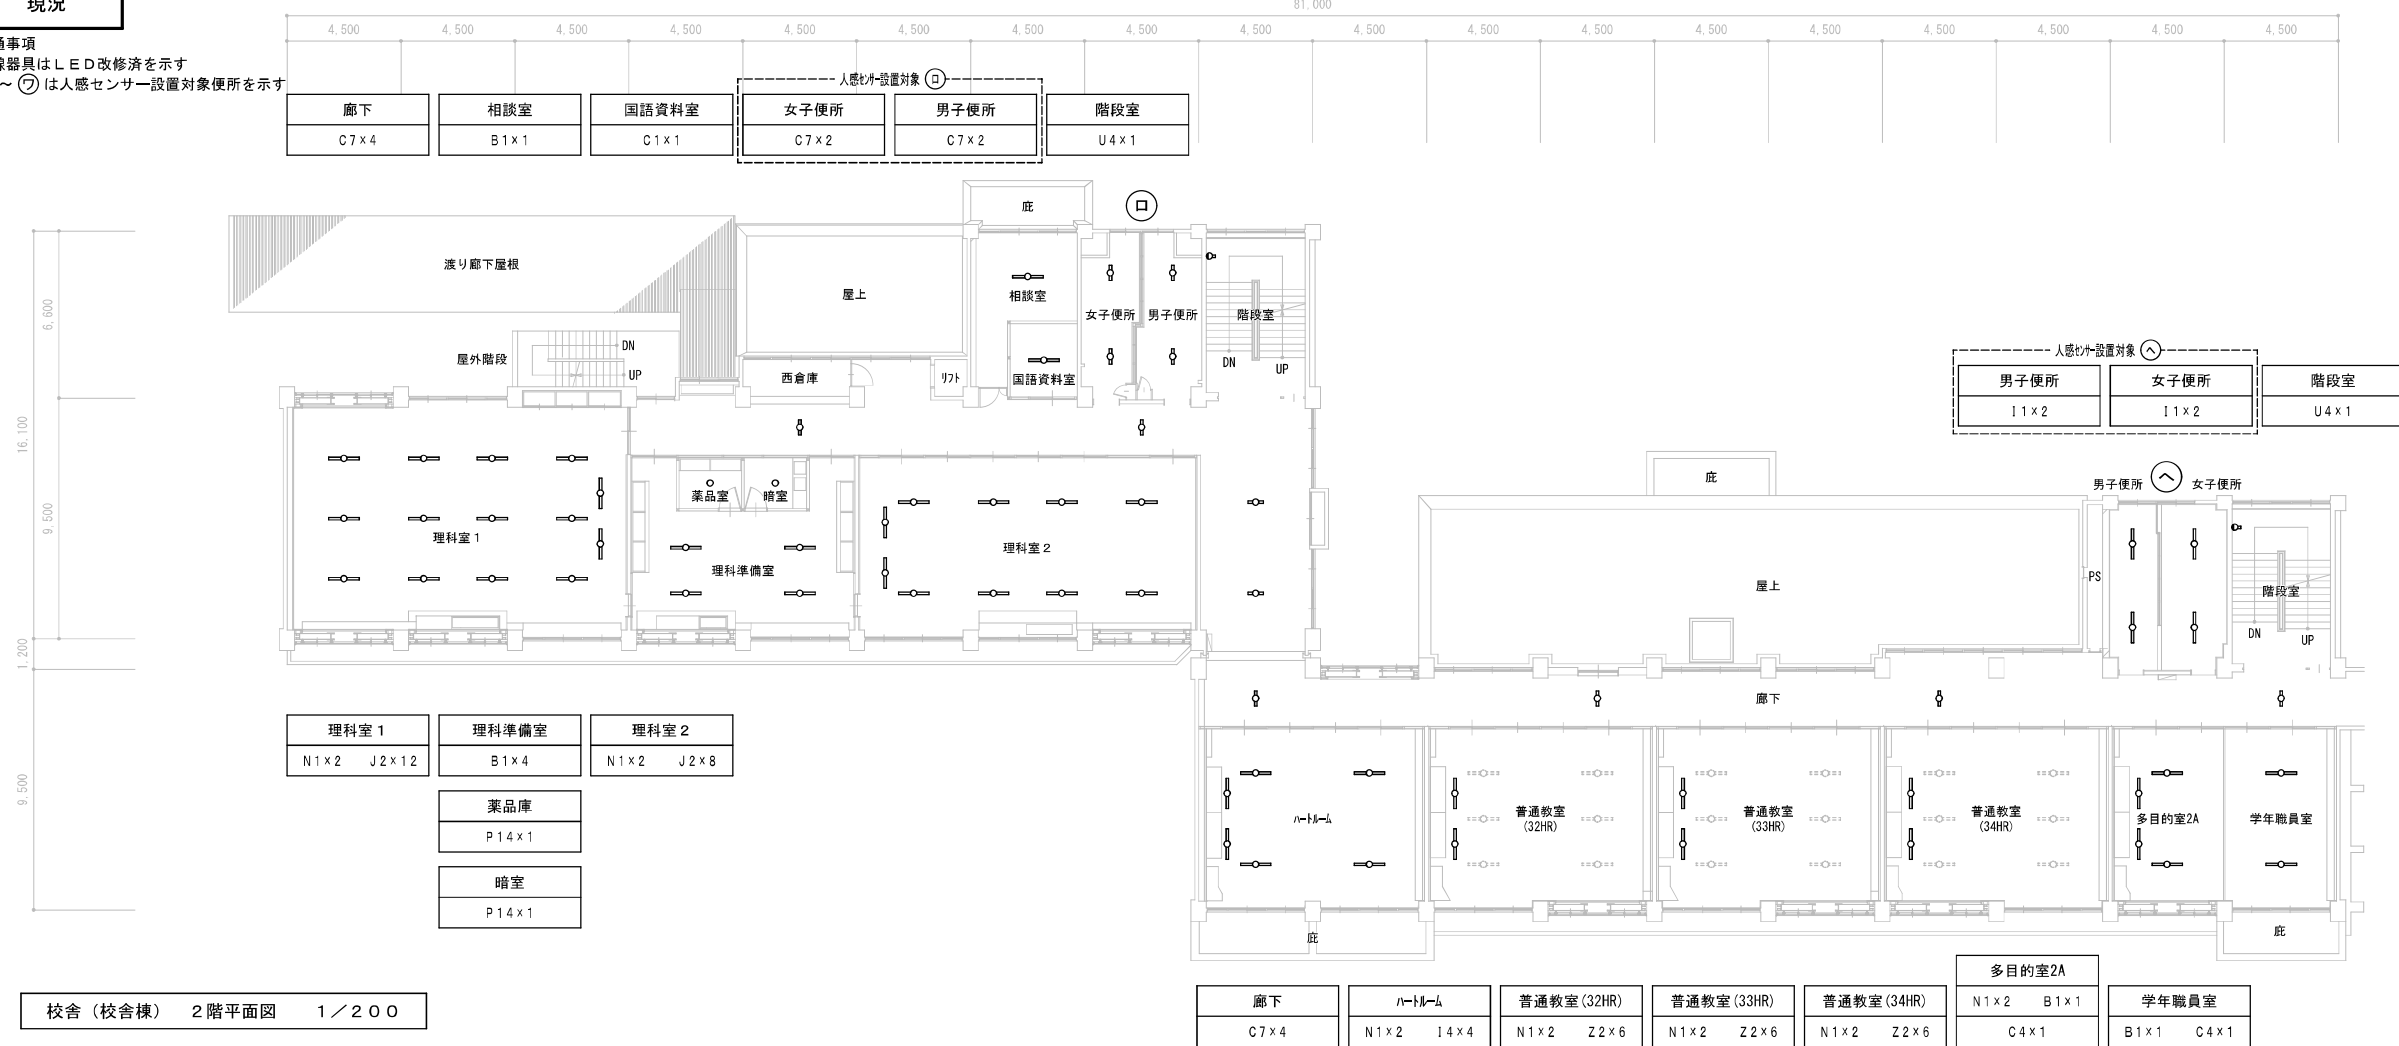 現況
81,000
4,500 4,500 4,500 4,500 4,500 4,500 4,500 4,500 4,500 4,500 4,500 4,500 4,500 4,500 4,500 4,500 4,500 4,500
通事項
線器具はＬＥＤ改修済を示す
～ ワ は人感センサー設置対象便所を示す
人感ｾﾝｻｰ設置対象 ロ
廊下 相談室 国語資料室 女子便所 男子便所 階段室
C7×4 B1×1 C1×1 C7×2 C7×2 U4×1
庇
ロ
渡り廊下屋根
屋上
相談室
女子便所
男子便所
階段室
6,600
屋外階段
DN
UP
西倉庫
ﾘﾌﾄ
国語資料室
DN
UP
人感ｾﾝｻｰ設置対象 ヘ
男子便所 女子便所 階段室
I1×2 I1×2 U4×1
16,100
9,500
1,200
9,500
薬品室
暗室
理科室１
理科準備室
理科室２
庇
男子便所
ヘ
女子便所
屋上
PS
階段室
DN
UP
廊下
理科室１ 理科準備室 理科室２
N1×2 J2×12 B1×4 N1×2 J2×8
薬品庫
P14×1
暗室
P14×1
ﾊｰﾄﾙｰﾑ
普通教室
(32HR)
普通教室
(33HR)
普通教室
(34HR)
多目的室2A
学年職員室
庇
庇
校舎（校舎棟） ２階平面図 １／２００
廊下 ﾊｰﾄﾙｰﾑ 普通教室(32HR) 普通教室(33HR) 普通教室(34HR) 多目的室2A 学年職員室
C7×4 N1×2 I4×4 N1×2 Z2×6 N1×2 Z2×6 N1×2 Z2×6 N1×2 B1×1 C4×1 B1×1 C4×1